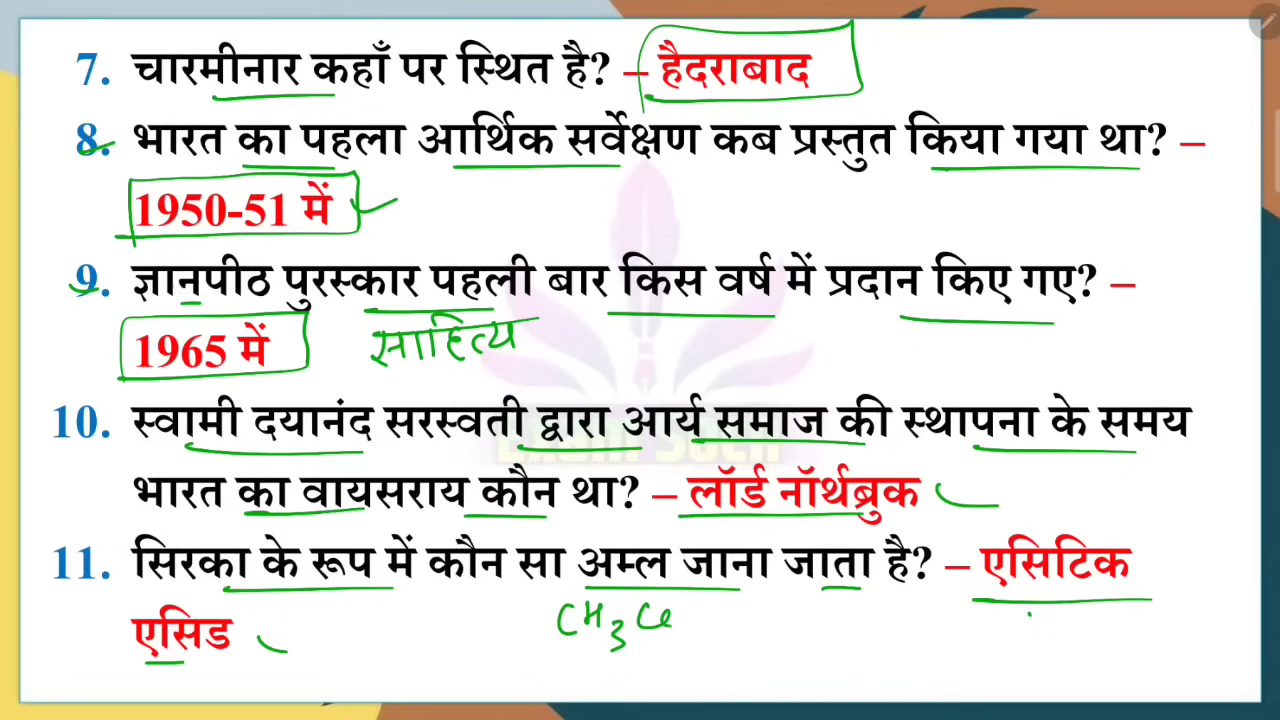 7. चारमीनार कहाँ पर स्थित है? – हैदराबाद
8. भारत का पहला आर्थिक सर्वेक्षण कब प्रस्तुत किया गया था? –
1950-51 में
9. ज्ञानपीठ पुरस्कार पहली बार किस वर्ष में प्रदान किए गए? –
1965 में साहित्य
10. स्वामी दयानंद सरस्वती द्वारा आर्य समाज की स्थापना के समय
भारत का वायसराय कौन था? – लॉर्ड नॉर्थब्रुक
11. सिरका के रूप में कौन सा अम्ल जाना जाता है? – एसिटिक
एसिड CH3